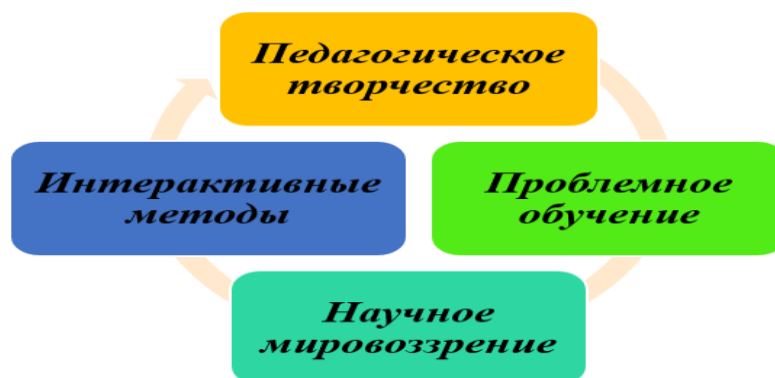 Педагогическое
творчество
Интерактивные
методы
Проблемное
обучение
Научное
мировоззрение